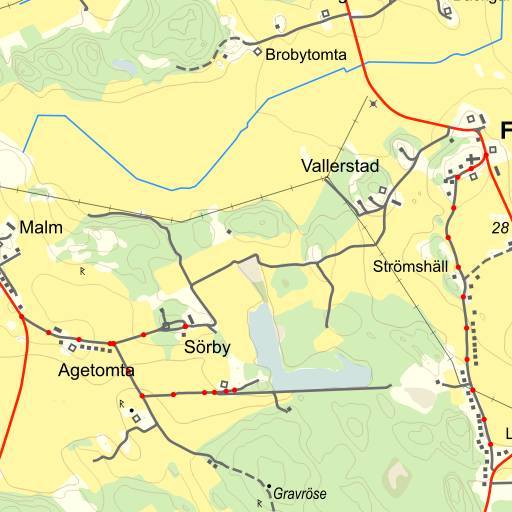 Brobytomta
F
Vallerstad
Malm
28
Strömshäll
Sörby
Agetomta
L
Gravröse